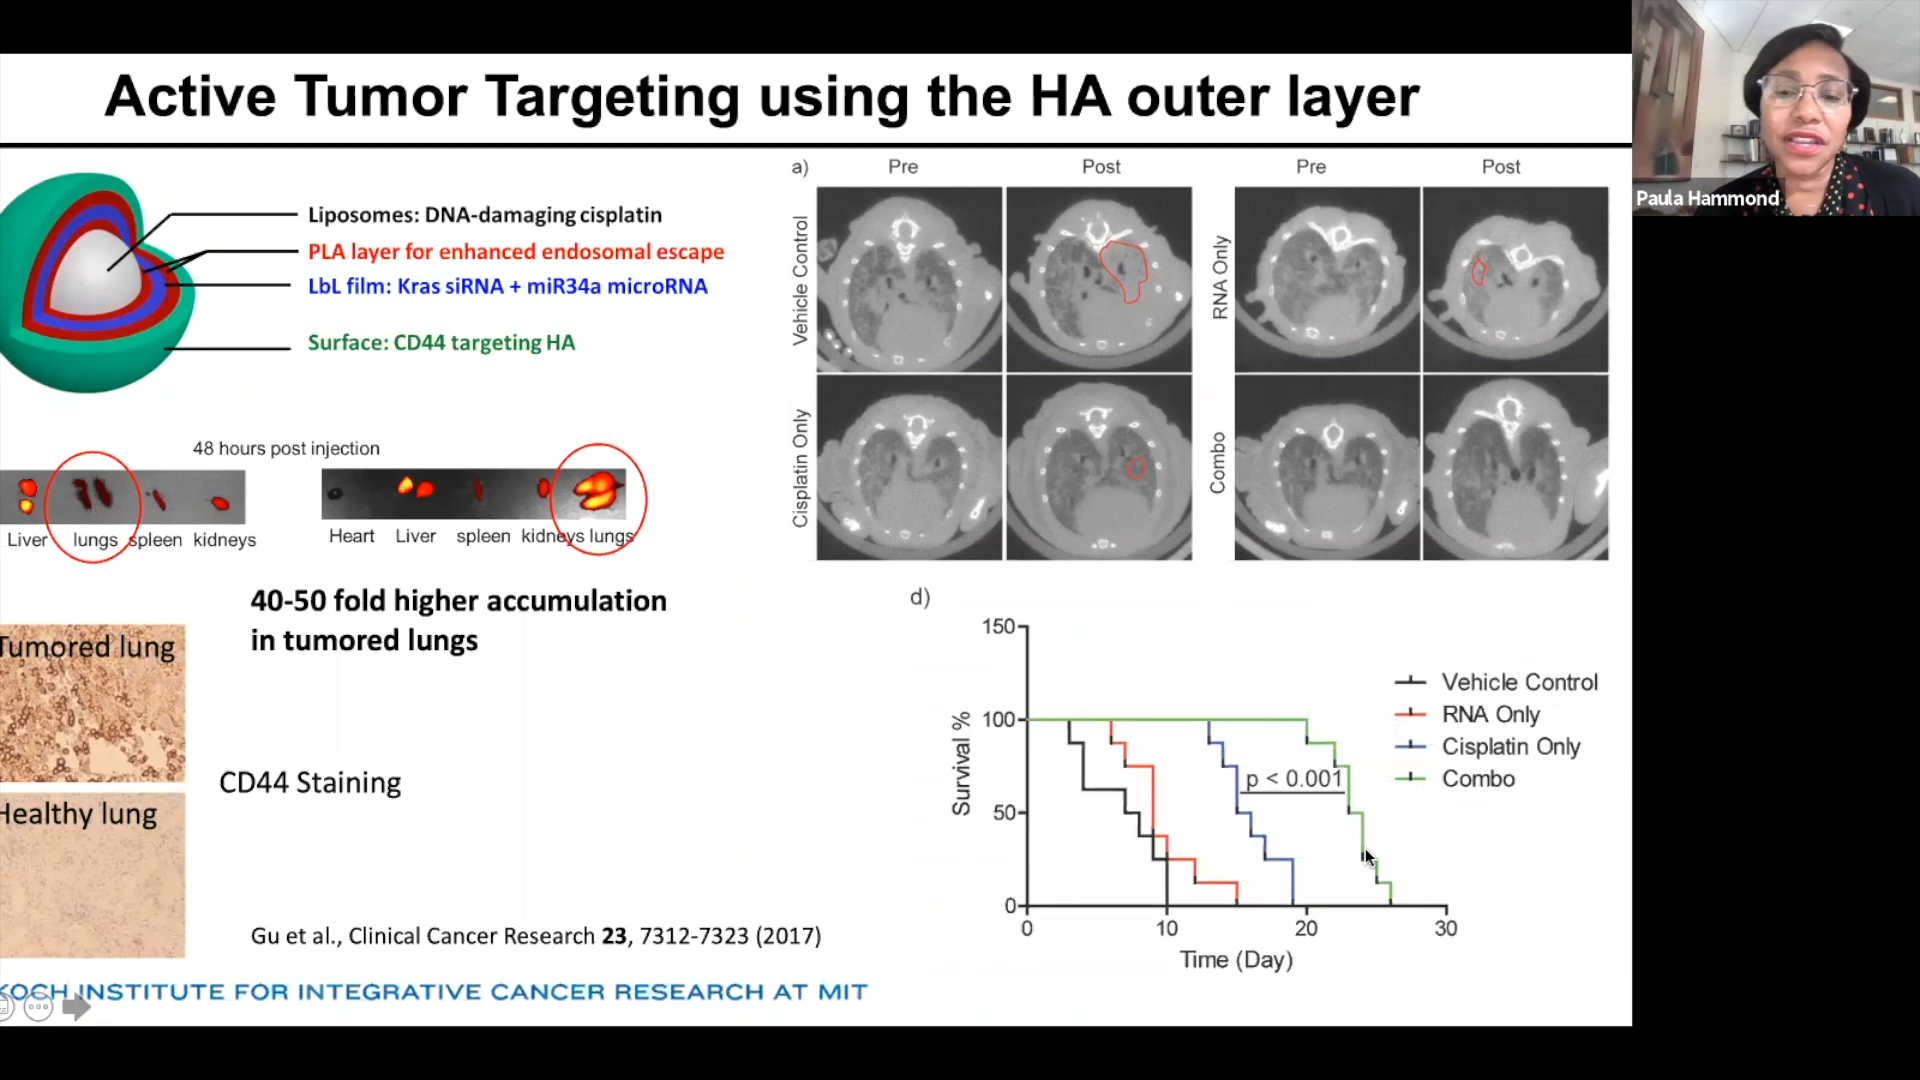 Active Tumor Targeting using the HA outer layer
Paula Hammond
Liposomes: DNA-damaging cisplatin
PLA layer for enhanced endosomal escape
LbL film: Kras siRNA + miR34a microRNA
Surface: CD44 targeting HA
48 hours post injection
Liver lungs spleen kidneys
Heart Liver spleen kidneys lungs
40-50 fold higher accumulation
in tumored lungs
Tumored lung
CD44 Staining
Healthy lung
Gu et al., Clinical Cancer Research 23, 7312-7323 (2017)
KOCH INSTITUTE FOR INTEGRATIVE CANCER RESEARCH AT MIT
a)
Pre Post Pre Post
Vehicle Control
RNA Only
Cisplatin Only
Combo
d)
150
100
50
0
Survival %
p < 0.001
Vehicle Control
RNA Only
Cisplatin Only
Combo
0 10 20 30
Time (Day)